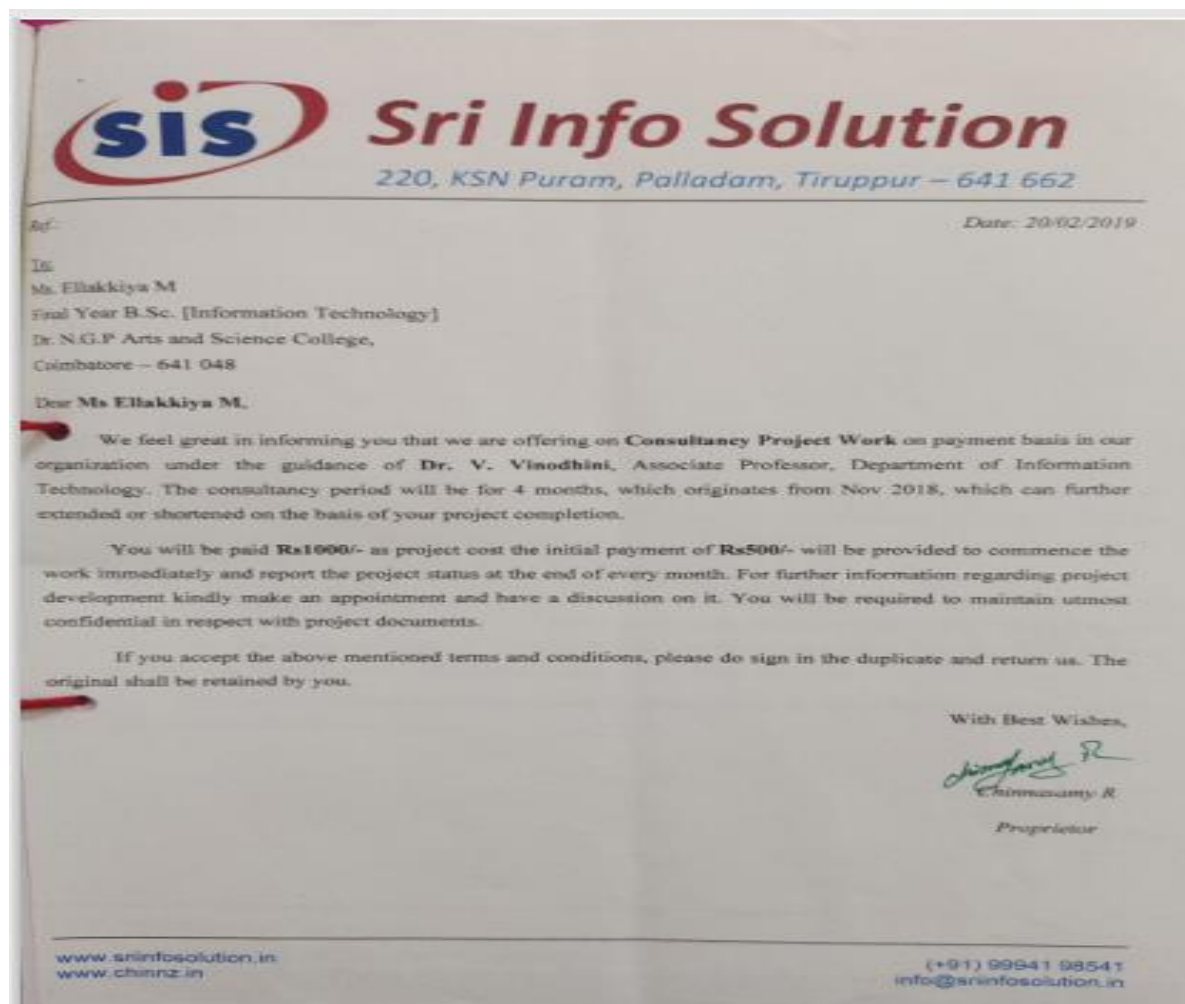 sis
Sri Info Solution
220, KSN Puram, Palladam, Tiruppur – 641 662
Ref:-
Date: 20/02/2019
To:
Ms. Ellakkiya M
Final Year B.Sc. [Information Technology]
Dr. N.G.P Arts and Science College,
Coimbatore – 641 048
Dear Ms Ellakkiya M,
We feel great in informing you that we are offering on Consultancy Project Work on payment basis in our
organization under the guidance of Dr. V. Vinodhini, Associate Professor, Department of Information
Technology. The consultancy period will be for 4 months, which originates from Nov 2018, which can further
extended or shortened on the basis of your project completion.
You will be paid Rs1000/- as project cost the initial payment of Rs500/- will be provided to commence the
work immediately and report the project status at the end of every month. For further information regarding project
development kindly make an appointment and have a discussion on it. You will be required to maintain utmost
confidential in respect with project documents.
If you accept the above mentioned terms and conditions, please do sign in the duplicate and return us. The
original shall be retained by you.
With Best Wishes,
Chinnasamy R
Proprietor
www.sriinfosolution.in
www.chinnz.in
(+91) 99941 98541
info@sriinfosolution.in